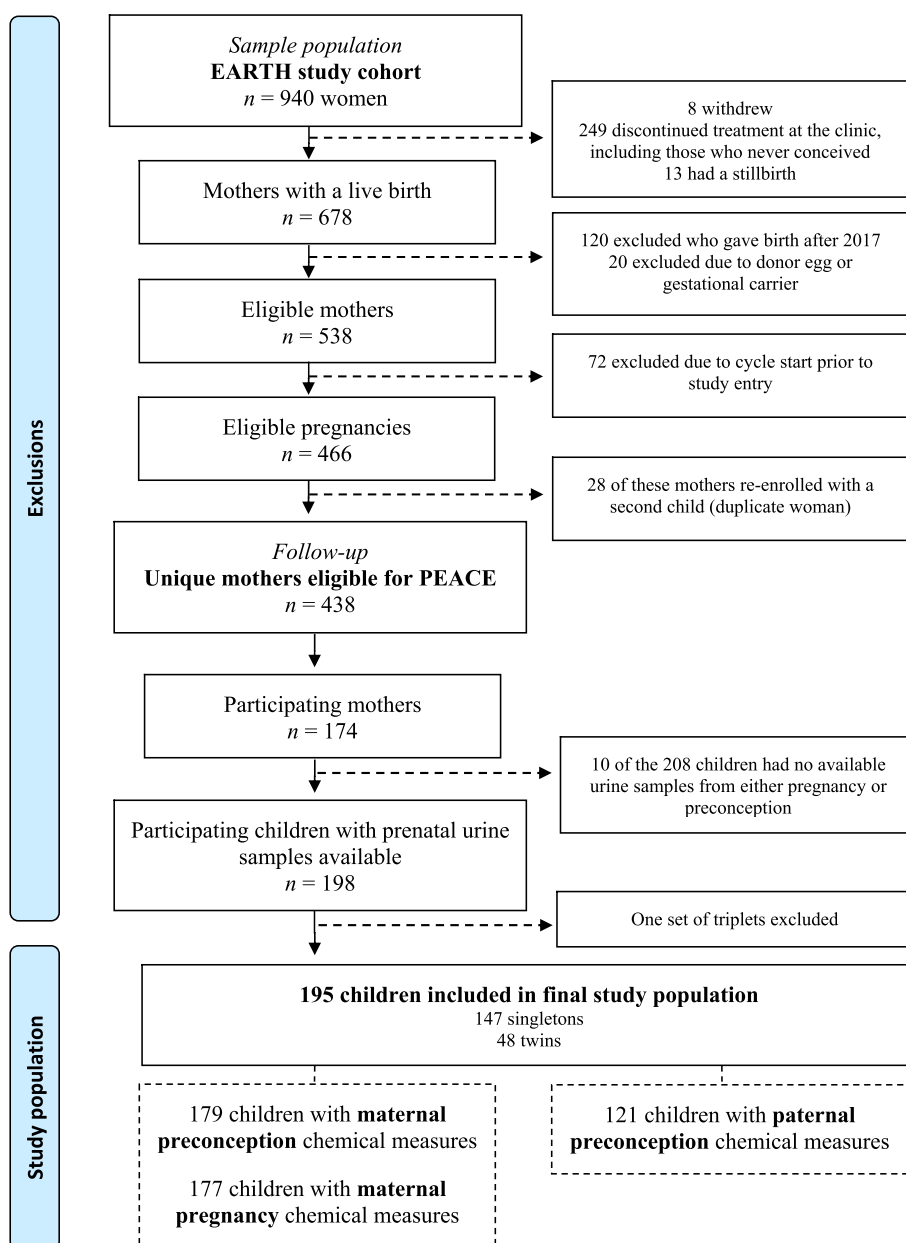 Sample population
EARTH study cohort
n = 940 women
8 withdrew
249 discontinued treatment at the clinic,
including those who never conceived
13 had a stillbirth
Mothers with a live birth
n = 678
120 excluded who gave birth after 2017
20 excluded due to donor egg or
gestational carrier
Eligible mothers
n = 538
72 excluded due to cycle start prior to
study entry
Eligible pregnancies
n = 466
28 of these mothers re-enrolled with a
second child (duplicate woman)
Exclusions
Follow-up
Unique mothers eligible for PEACE
n = 438
Participating mothers
n = 174
10 of the 208 children had no available
urine samples from either pregnancy or
preconception
Participating children with prenatal urine
samples available
n = 198
One set of triplets excluded
Study population
195 children included in final study population
147 singletons
48 twins
179 children with maternal
preconception chemical measures
177 children with maternal
pregnancy chemical measures
121 children with paternal
preconception chemical measures